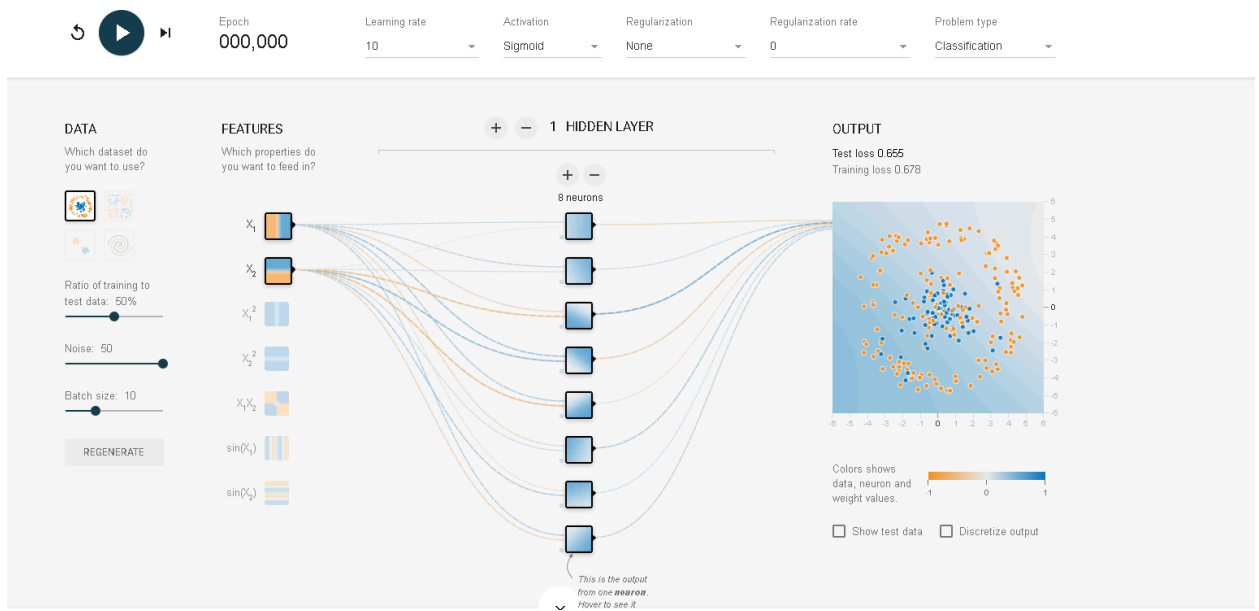 Epoch
000,000
Learning rate
10
Activation
Sigmoid
Regularization
None
Regularization rate
0
Problem type
Classification
DATA
Which dataset do
you want to use?
Ratio of training to
test data: 50%
Noise: 50
Batch size: 10
REGENERATE
FEATURES
Which properties do
you want to feed in?
X₁
X₂
X₁²
X₂²
X₁X₂
sin(X₁)
sin(X₂)
+ − 1 HIDDEN LAYER
+ −
8 neurons
This is the output
from one neuron.
Hover to see it
OUTPUT
Test loss 0.655
Training loss 0.678
6
5
4
3
2
1
0
-1
-2
-3
-4
-5
-6
-6 -5 -4 -3 -2 -1 0 1 2 3 4 5 6
Colors shows
data, neuron and
weight values.
-1 0 1
Show test data
Discretize output